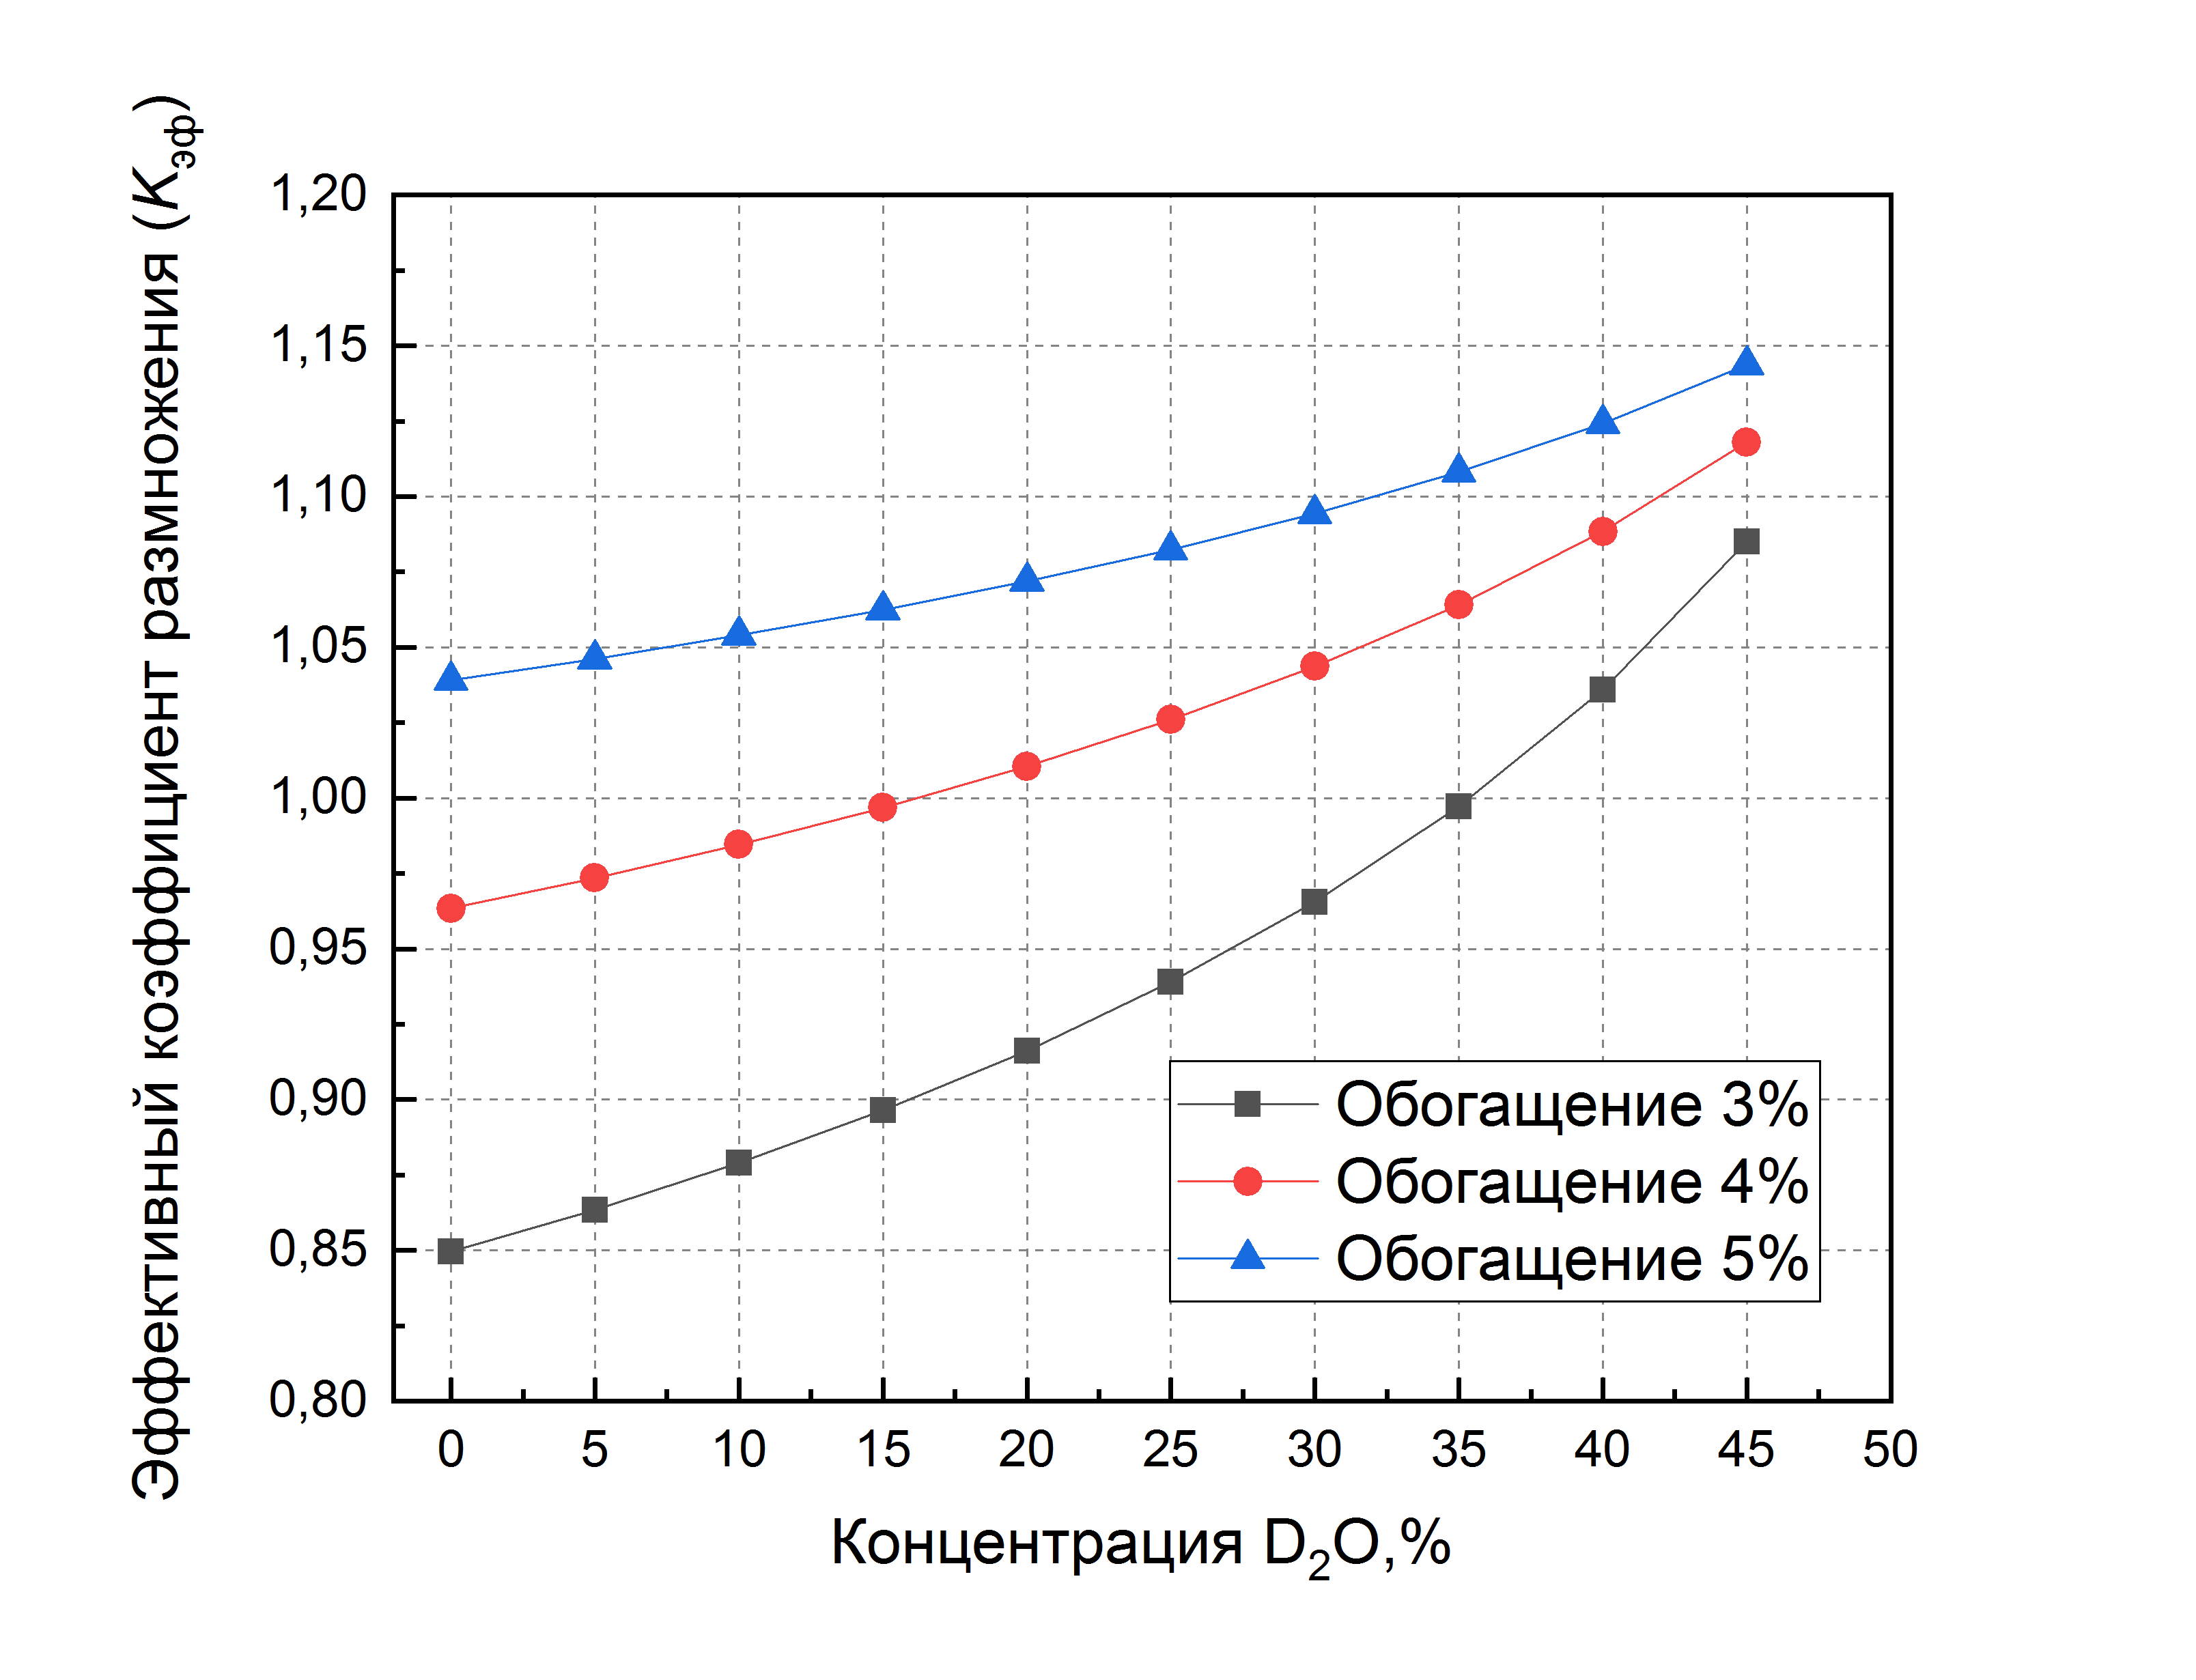 Эффективный коэффициент размножения (Kэф)
1,20
1,15
1,10
1,05
1,00
0,95
0,90
0,85
0,80
Обогащение 3%
Обогащение 4%
Обогащение 5%
0 5 10 15 20 25 30 35 40 45 50
Концентрация D₂O,%